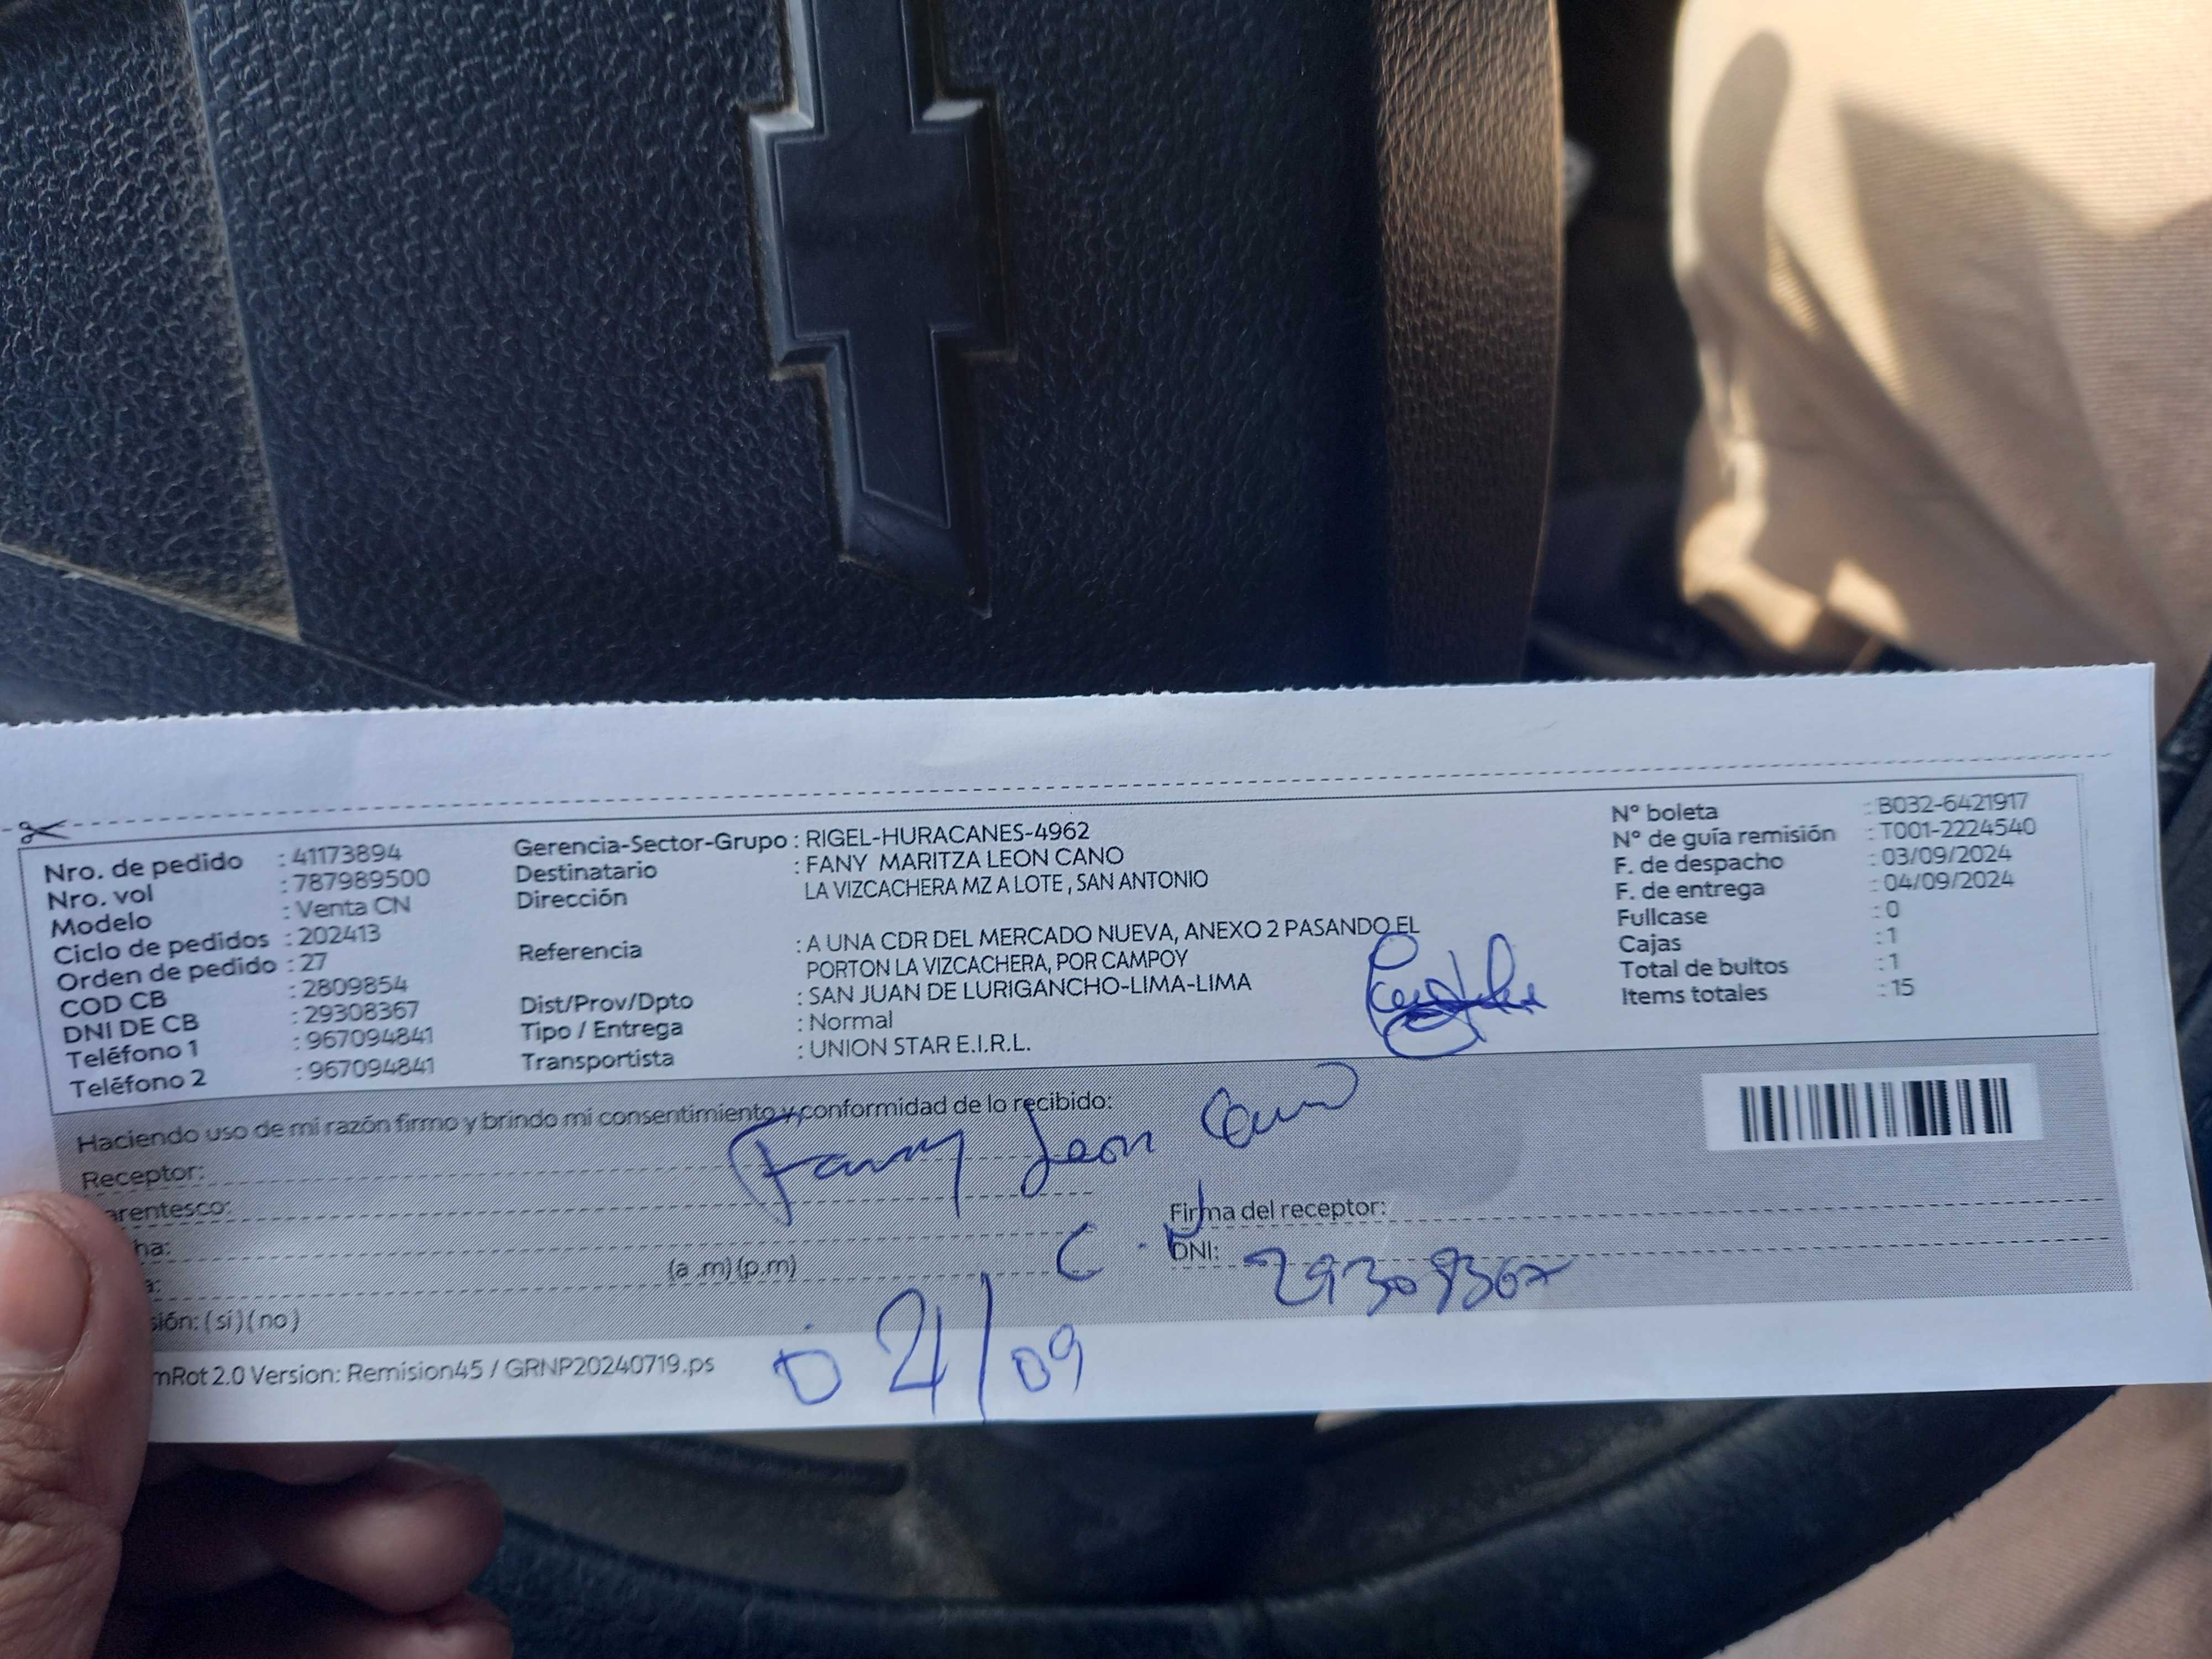 Nro. de pedido : 41173894
Nro. vol : 787989500
Modelo : Venta CN
Ciclo de pedidos : 202413
Orden de pedido : 27
COD CB : 2809854
DNI DE CB : 29308367
Teléfono 1 : 967094841
Teléfono 2 : 967094841
Gerencia-Sector-Grupo : RIGEL-HURACANES-4962
Destinatario : FANY MARITZA LEON CANO
Dirección LA VIZCACHERA MZ A LOTE , SAN ANTONIO
Referencia : A UNA CDR DEL MERCADO NUEVA, ANEXO 2 PASANDO EL
PORTON LA VIZCACHERA, POR CAMPOY
Dist/Prov/Dpto : SAN JUAN DE LURIGANCHO-LIMA-LIMA
Tipo / Entrega : Normal
Transportista : UNION STAR E.I.R.L.
N° boleta : B032-6421917
N° de guía remisión : T001-2224540
F. de despacho : 03/09/2024
F. de entrega : 04/09/2024
Fullcase : 0
Cajas : 1
Total de bultos : 1
Items totales : 15
Haciendo uso de mi razón firmo y brindo mi consentimiento y conformidad de lo recibido:
Receptor: Fany Leon Cano
arentesco:
ha:
a: (a .m) (p.m)
sión: ( si ) ( no )
Firma del receptor:
DNI: 29308367
mRot 2.0 Version: Remision45 / GRNP20240719.ps
04/09